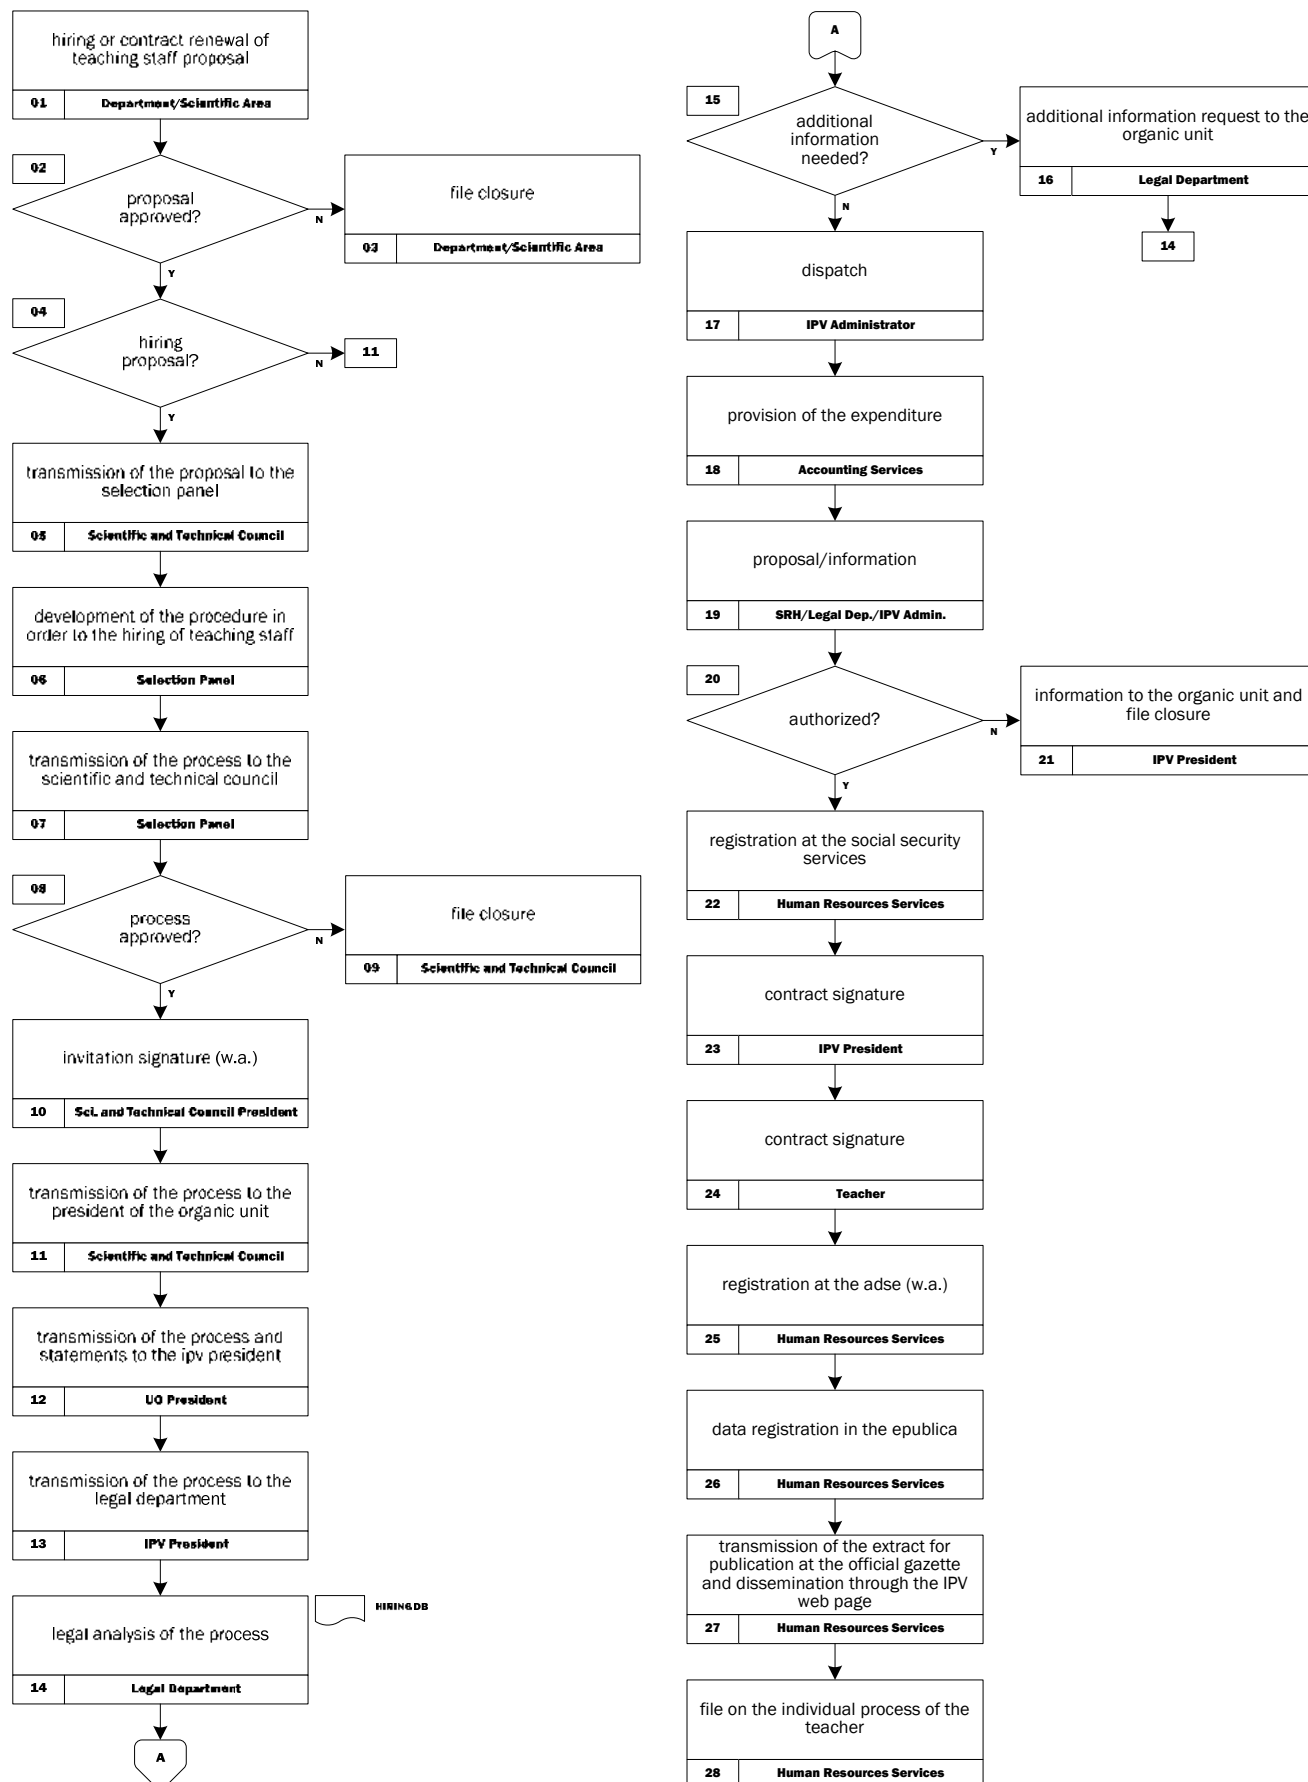 hiring or contract renewal of
teaching staff proposal
01 Department/Scientific Area
02
proposal
approved?
N
file closure
03 Department/Scientific Area
Y
04
hiring
proposal?
N
11
Y
transmission of the proposal to the
selection panel
05 Scientific and Technical Council
development of the procedure in
order to the hiring of teaching staff
06 Selection Panel
transmission of the process to the
scientific and technical council
07 Selection Panel
08
process
approved?
N
file closure
09 Scientific and Technical Council
Y
invitation signature (w.a.)
10 Sci. and Technical Council President
transmission of the process to the
president of the organic unit
11 Scientific and Technical Council
transmission of the process and
statements to the ipv president
12 UO President
transmission of the process to the
legal department
13 IPV President
legal analysis of the process
HIRING DB
14 Legal Department
A
A
15
additional
information
needed?
Y
additional information request to the
organic unit
16 Legal Department
14
N
dispatch
17 IPV Administrator
provision of the expenditure
18 Accounting Services
proposal/information
19 SRH/Legal Dep./IPV Admin.
20
authorized?
N
information to the organic unit and
file closure
21 IPV President
Y
registration at the social security
services
22 Human Resources Services
contract signature
23 IPV President
contract signature
24 Teacher
registration at the adse (w.a.)
25 Human Resources Services
data registration in the epublica
26 Human Resources Services
transmission of the extract for
publication at the official gazette
and dissemination through the IPV
web page
27 Human Resources Services
file on the individual process of the
teacher
28 Human Resources Services